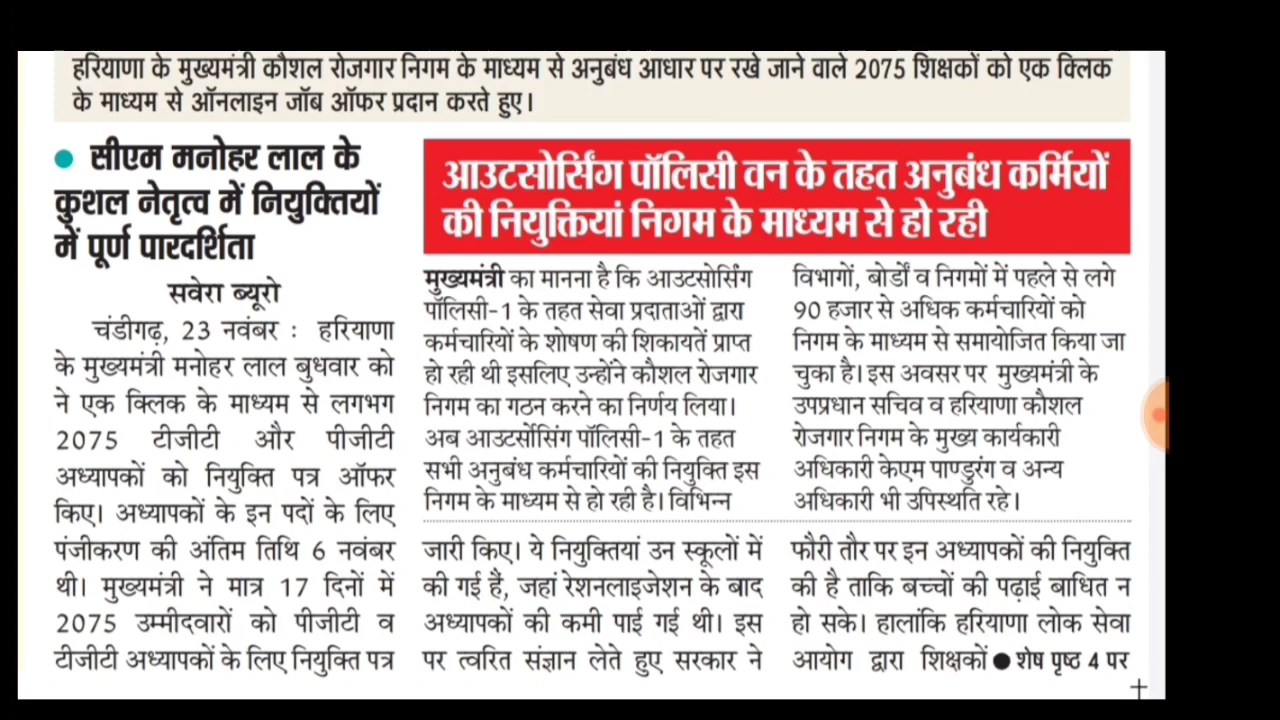 हरियाणा के मुख्यमंत्री कौशल रोजगार निगम के माध्यम से अनुबंध आधार पर रखे जाने वाले 2075 शिक्षकों को एक क्लिक
के माध्यम से ऑनलाइन जॉब ऑफर प्रदान करते हुए।
● सीएम मनोहर लाल के
कुशल नेतृत्व में नियुक्तियों
में पूर्ण पारदर्शिता
सवेरा ब्यूरो
चंडीगढ़, 23 नवंबर : हरियाणा
के मुख्यमंत्री मनोहर लाल बुधवार को
ने एक क्लिक के माध्यम से लगभग
2075 टीजीटी और पीजीटी
अध्यापकों को नियुक्ति पत्र ऑफर
किए। अध्यापकों के इन पदों के लिए
पंजीकरण की अंतिम तिथि 6 नवंबर
थी। मुख्यमंत्री ने मात्र 17 दिनों में
2075 उम्मीदवारों को पीजीटी व
टीजीटी अध्यापकों के लिए नियुक्ति पत्र
आउटसोर्सिंग पॉलिसी वन के तहत अनुबंध कर्मियों
की नियुक्तियां निगम के माध्यम से हो रही
मुख्यमंत्री का मानना है कि आउटसोर्सिंग
पॉलिसी-1 के तहत सेवा प्रदाताओं द्वारा
कर्मचारियों के शोषण की शिकायतें प्राप्त
हो रही थी इसलिए उन्होंने कौशल रोजगार
निगम का गठन करने का निर्णय लिया।
अब आउटर्सोसिंग पॉलिसी-1 के तहत
सभी अनुबंध कर्मचारियों की नियुक्ति इस
निगम के माध्यम से हो रही है। विभिन्न
विभागों, बोर्डों व निगमों में पहले से लगे
90 हजार से अधिक कर्मचारियों को
निगम के माध्यम से समायोजित किया जा
चुका है। इस अवसर पर मुख्यमंत्री के
उपप्रधान सचिव व हरियाणा कौशल
रोजगार निगम के मुख्य कार्यकारी
अधिकारी केएम पाण्डुरंग व अन्य
अधिकारी भी उपिस्थति रहे।
जारी किए। ये नियुक्तियां उन स्कूलों में
की गई हैं, जहां रेशनलाइजेशन के बाद
अध्यापकों की कमी पाई गई थी। इस
पर त्वरित संज्ञान लेते हुए सरकार ने
फौरी तौर पर इन अध्यापकों की नियुक्ति
की है ताकि बच्चों की पढ़ाई बाधित न
हो सके। हालांकि हरियाणा लोक सेवा
आयोग द्वारा शिक्षकों ● शेष पृष्ठ 4 पर